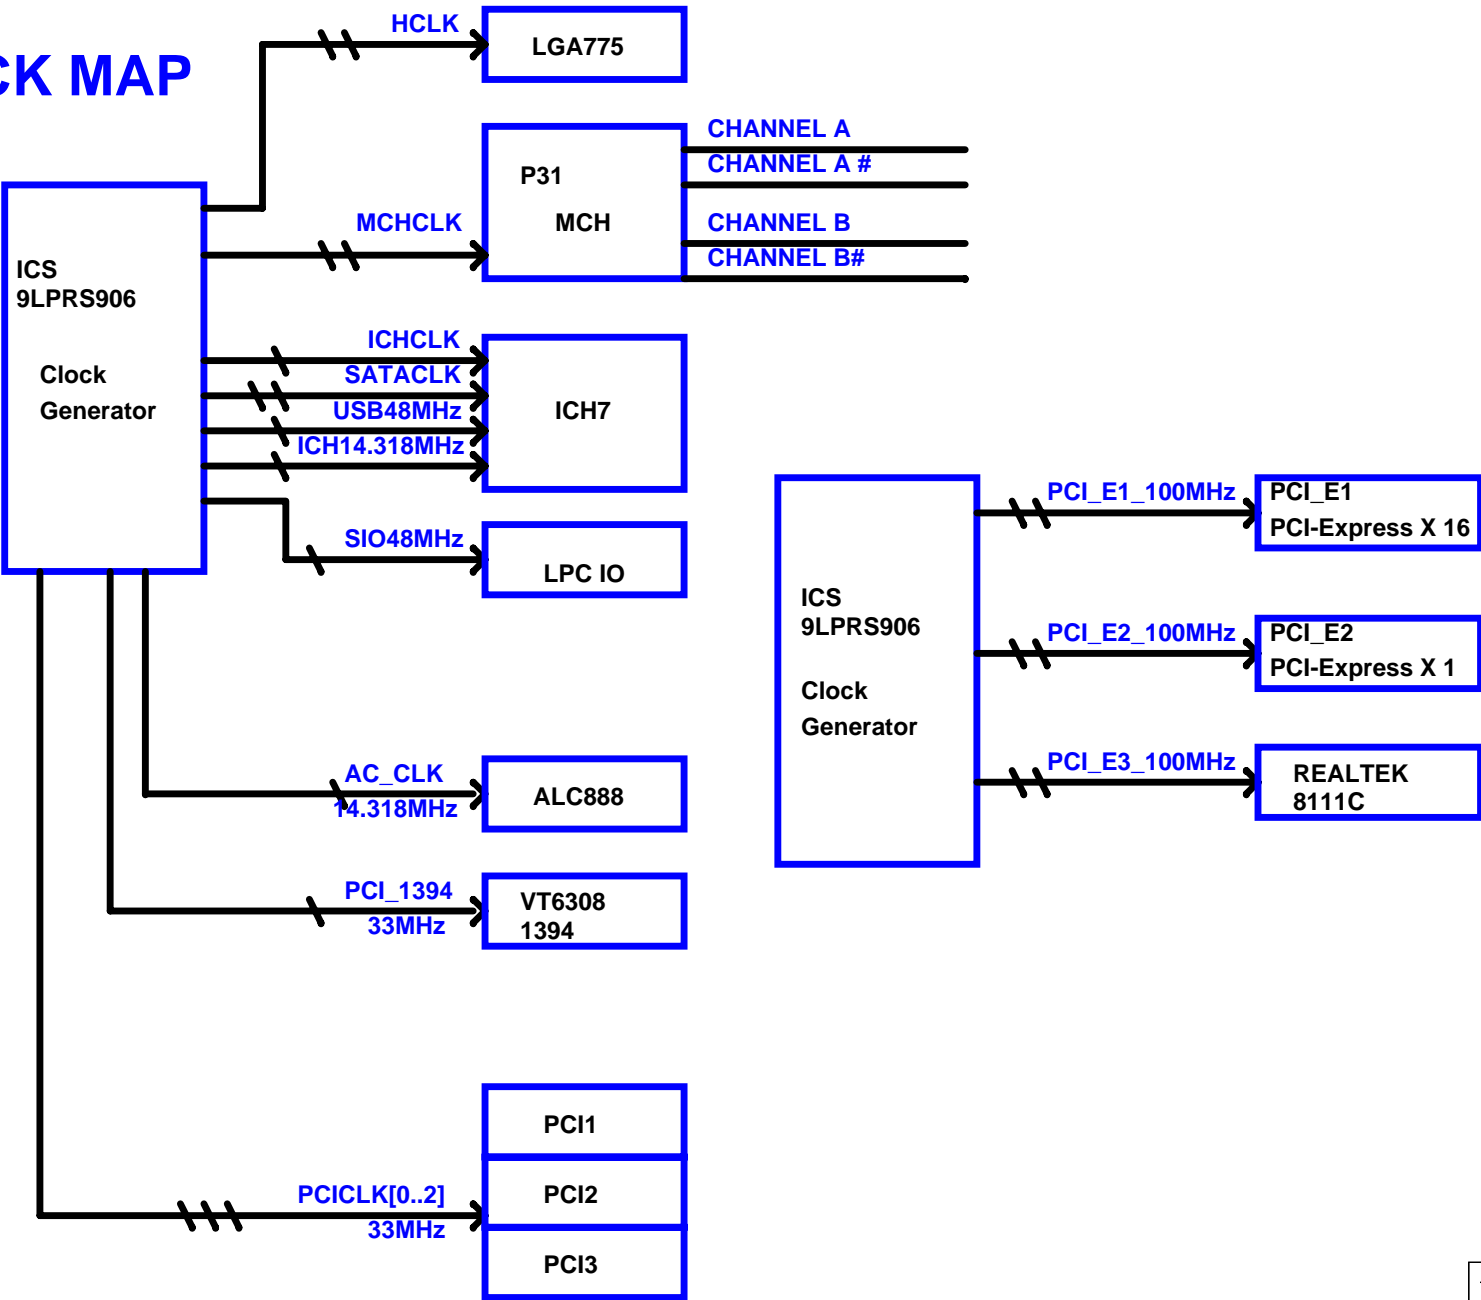 CK MAP
HCLK
LGA775
CHANNEL A
CHANNEL A #
P31
MCH
MCHCLK
CHANNEL B
CHANNEL B#
ICS
9LPRS906
Clock
Generator
ICHCLK
SATACLK
USB48MHz
ICH14.318MHz
ICH7
SIO48MHz
LPC IO
AC_CLK
14.318MHz
ALC888
PCI_1394
33MHz
VT6308
1394
PCICLK[0..2]
33MHz
PCI1
PCI2
PCI3
ICS
9LPRS906
Clock
Generator
PCI_E1_100MHz
PCI_E1
PCI-Express X 16
PCI_E2_100MHz
PCI_E2
PCI-Express X 1
PCI_E3_100MHz
REALTEK
8111C